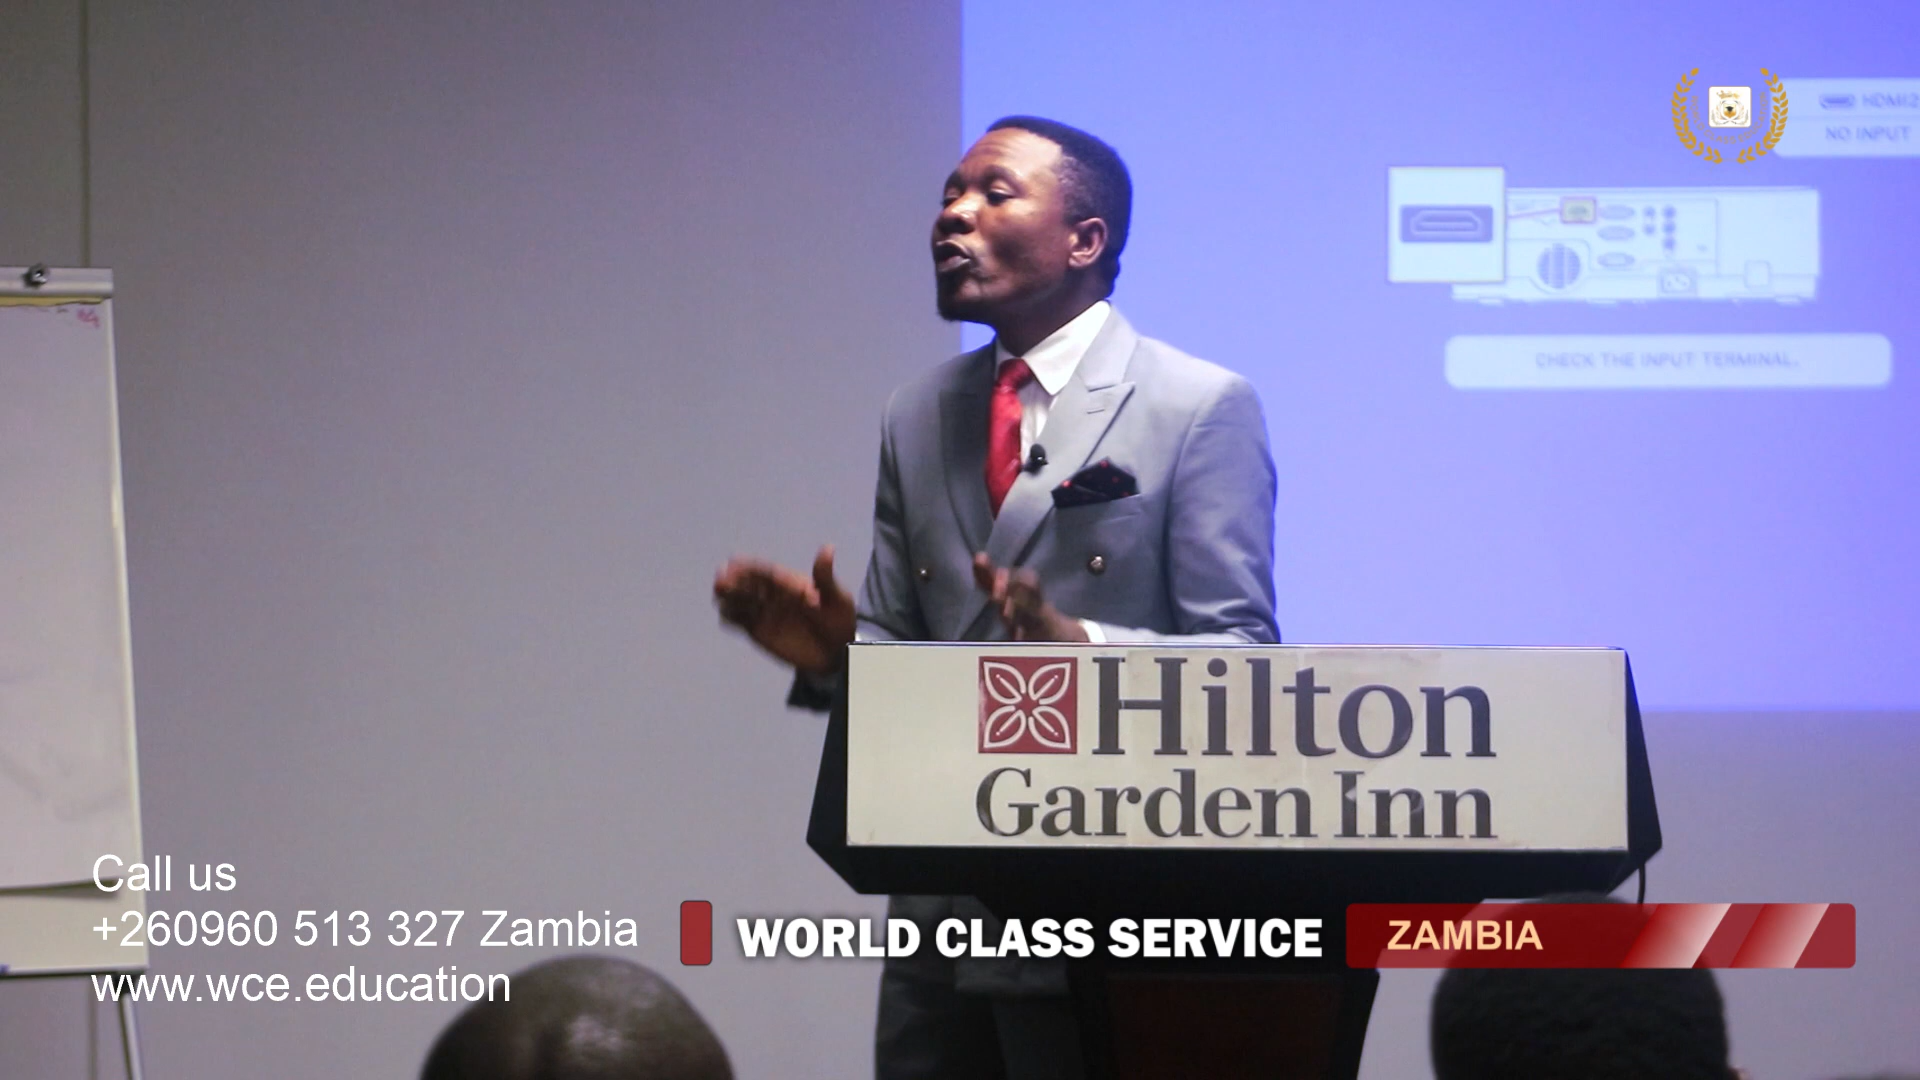 HDMI2
NO INPUT
CHECK THE INPUT TERMINAL.
Hilton
Garden Inn
Call us
+260960 513 327 Zambia
www.wce.education
WORLD CLASS SERVICE
ZAMBIA